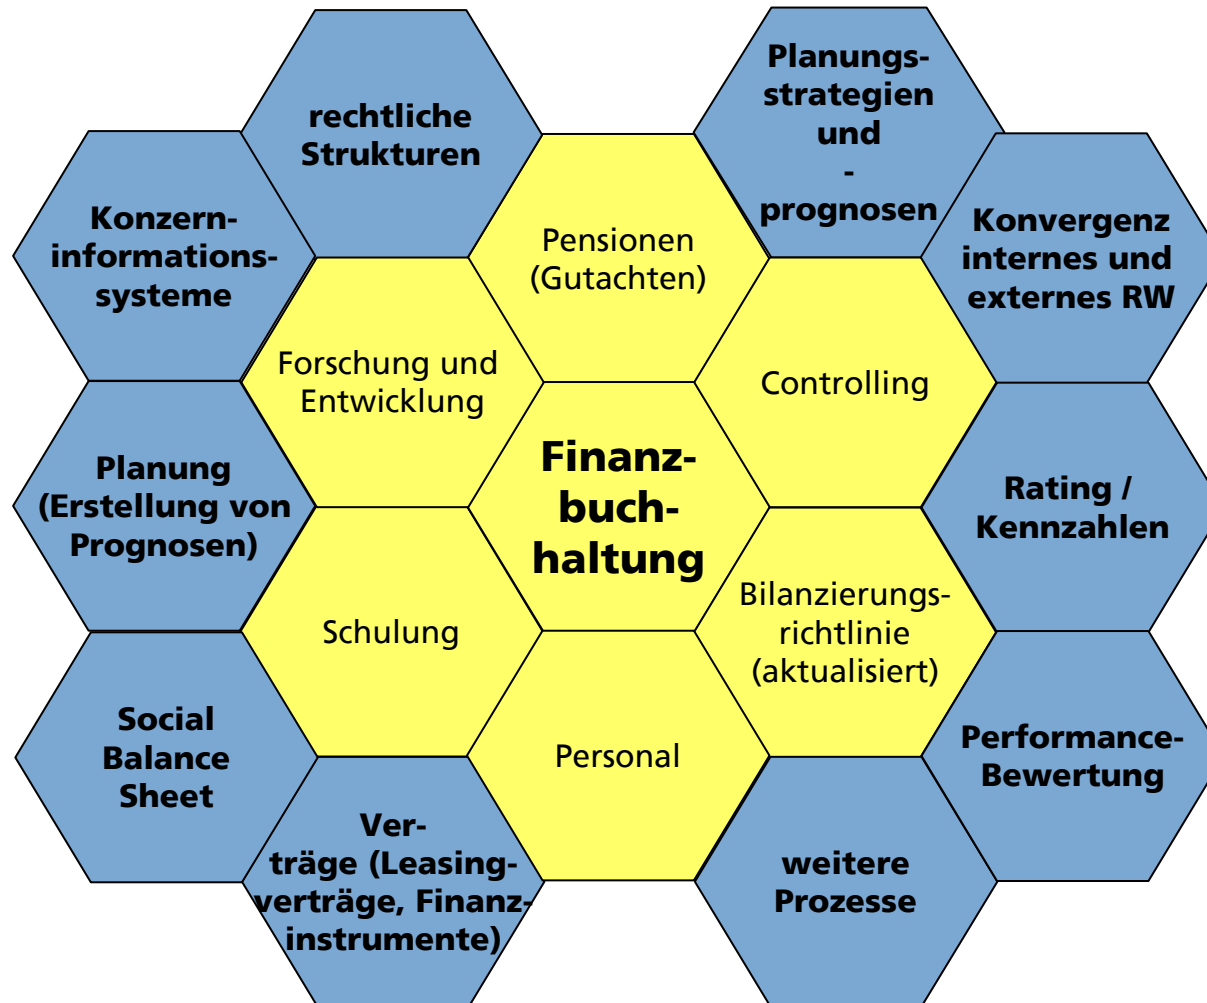 rechtliche
Strukturen
Planungs-
strategien
und
-
prognosen
Konzern-
informations-
systeme
Pensionen
(Gutachten)
Konvergenz
internes und
externes RW
Forschung und
Entwicklung
Controlling
Planung
(Erstellung von
Prognosen)
Finanz-
buch-
haltung
Rating /
Kennzahlen
Schulung
Bilanzierungs-
richtlinie
(aktualisiert)
Social
Balance
Sheet
Personal
Performance-
Bewertung
Ver-
träge (Leasing-
verträge, Finanz-
instrumente)
weitere
Prozesse